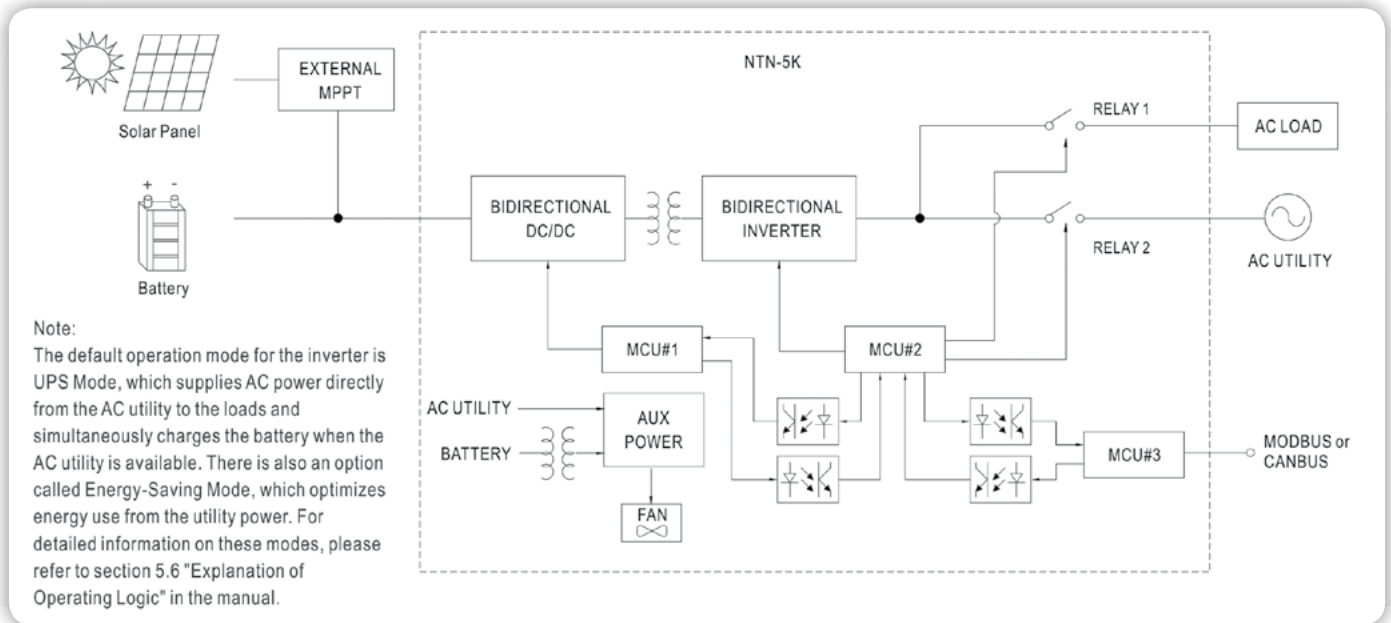 NTN-5K
EXTERNAL
MPPT
Solar Panel
RELAY 1
AC LOAD
+ -
Battery
BIDIRECTIONAL
DC/DC
BIDIRECTIONAL
INVERTER
RELAY 2
AC UTILITY
Note:
The default operation mode for the inverter is
UPS Mode, which supplies AC power directly
from the AC utility to the loads and
simultaneously charges the battery when the
AC utility is available. There is also an option
called Energy-Saving Mode, which optimizes
energy use from the utility power. For
detailed information on these modes, please
refer to section 5.6 "Explanation of
Operating Logic" in the manual.
MCU#1
MCU#2
AC UTILITY
BATTERY
AUX
POWER
FAN
MCU#3
MODBUS or
CANBUS